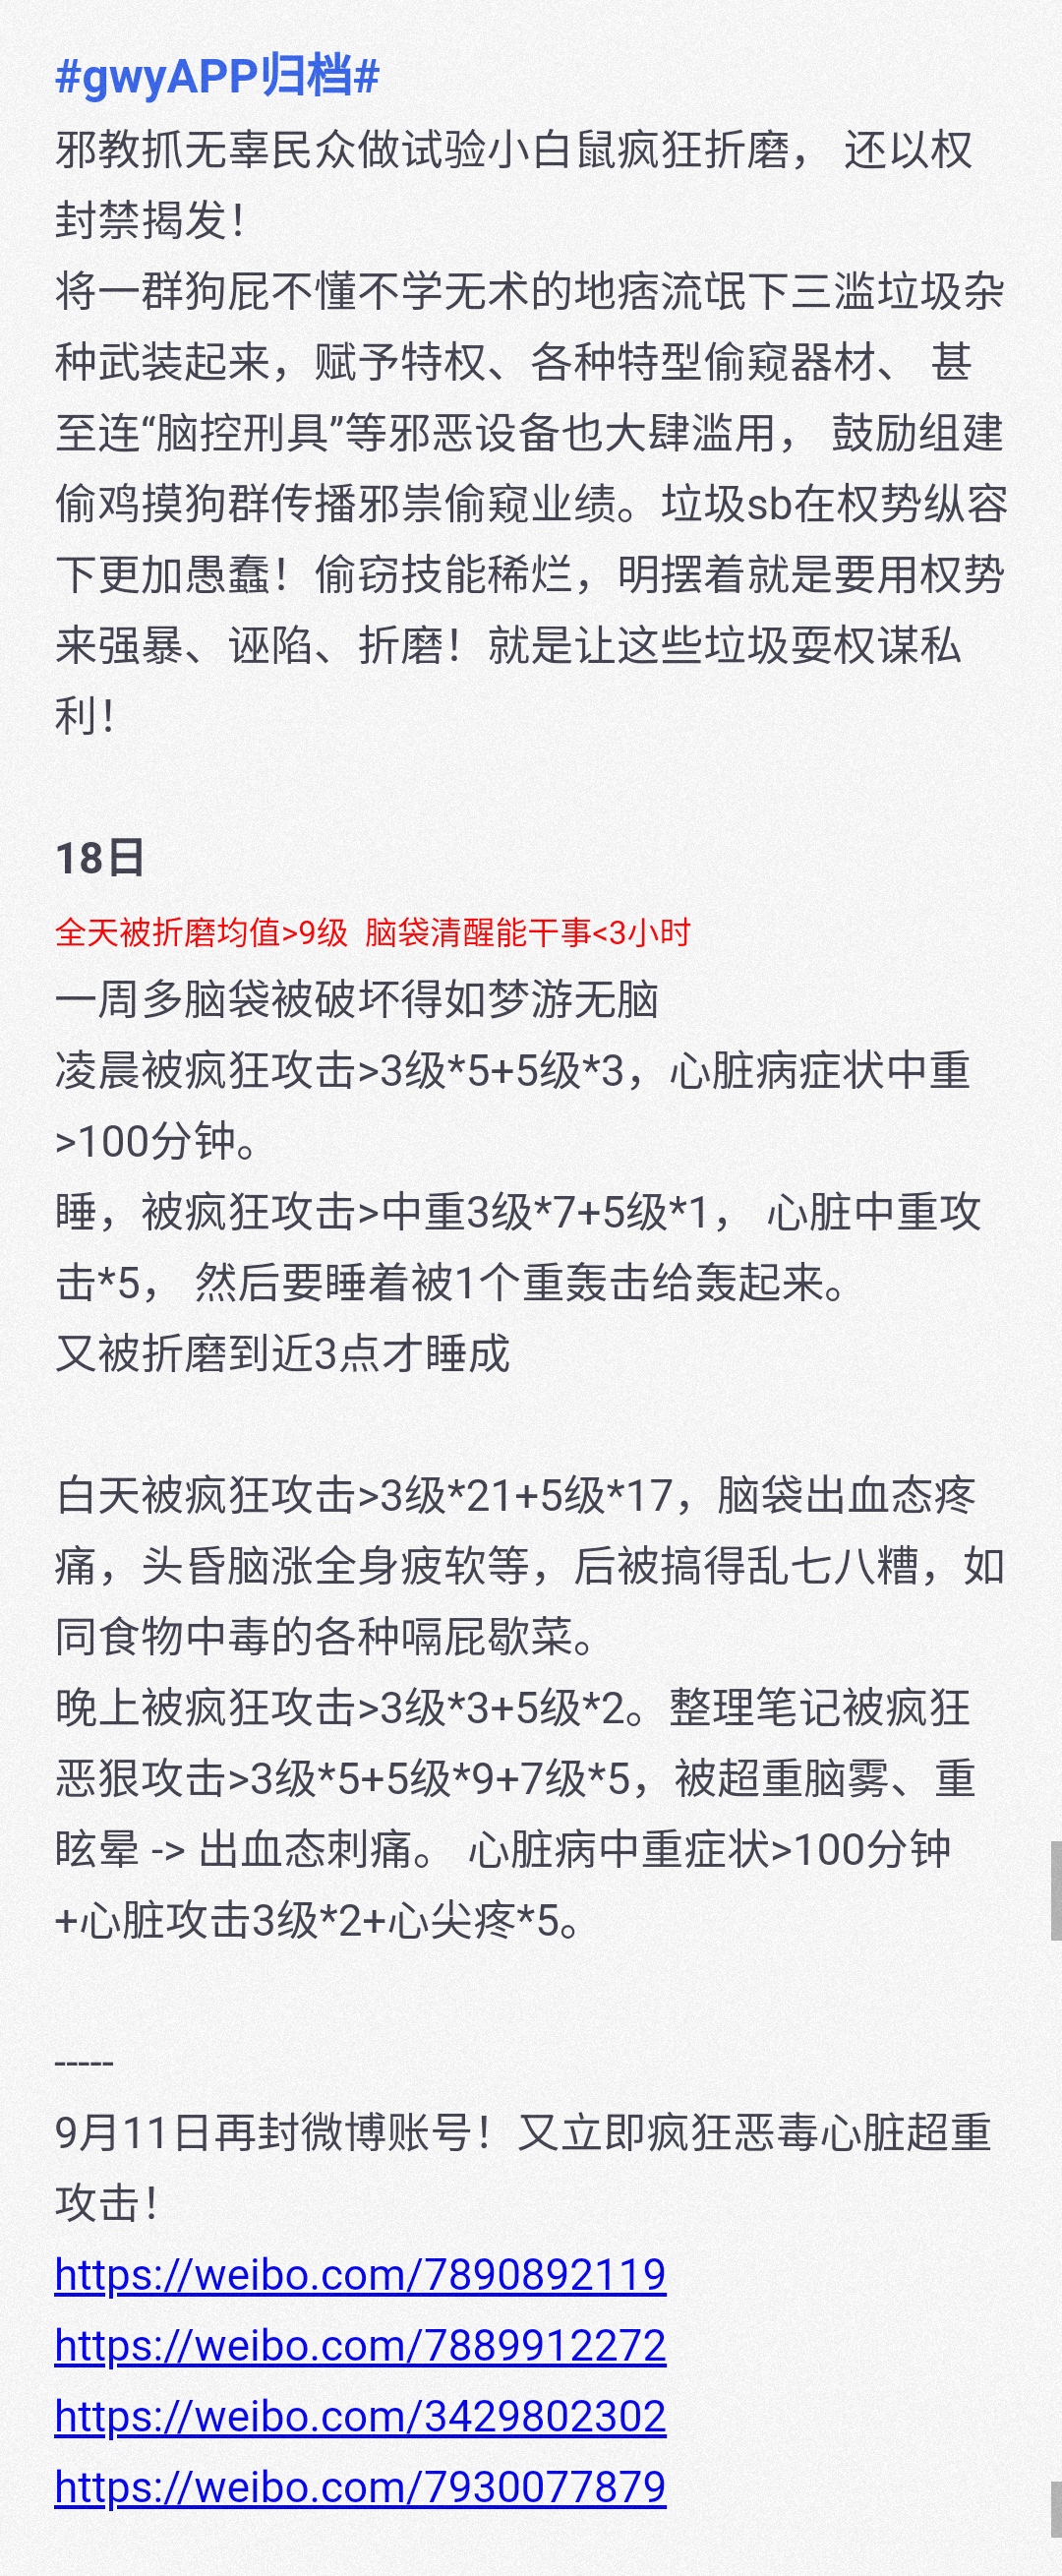 #gwyAPP归档#
邪教抓无辜民众做试验小白鼠疯狂折磨， 还以权
封禁揭发！
将一群狗屁不懂不学无术的地痞流氓下三滥垃圾杂
种武装起来，赋予特权、各种特型偷窥器材、 甚
至连“脑控刑具”等邪恶设备也大肆滥用， 鼓励组建
偷鸡摸狗群传播邪祟偷窥业绩。垃圾sb在权势纵容
下更加愚蠢！偷窃技能稀烂，明摆着就是要用权势
来强暴、诬陷、折磨！就是让这些垃圾耍权谋私
利！
18日
全天被折磨均值>9级  脑袋清醒能干事<3小时
一周多脑袋被破坏得如梦游无脑
凌晨被疯狂攻击>3级*5+5级*3，心脏病症状中重
>100分钟。
睡，被疯狂攻击>中重3级*7+5级*1， 心脏中重攻
击*5， 然后要睡着被1个重轰击给轰起来。
又被折磨到近3点才睡成
白天被疯狂攻击>3级*21+5级*17，脑袋出血态疼
痛，头昏脑涨全身疲软等，后被搞得乱七八糟，如
同食物中毒的各种嗝屁歇菜。
晚上被疯狂攻击>3级*3+5级*2。整理笔记被疯狂
恶狠攻击>3级*5+5级*9+7级*5，被超重脑雾、重
眩晕 -> 出血态刺痛。 心脏病中重症状>100分钟
+心脏攻击3级*2+心尖疼*5。
-----
9月11日再封微博账号！又立即疯狂恶毒心脏超重
攻击！
https://weibo.com/7890892119
https://weibo.com/7889912272
https://weibo.com/3429802302
https://weibo.com/7930077879